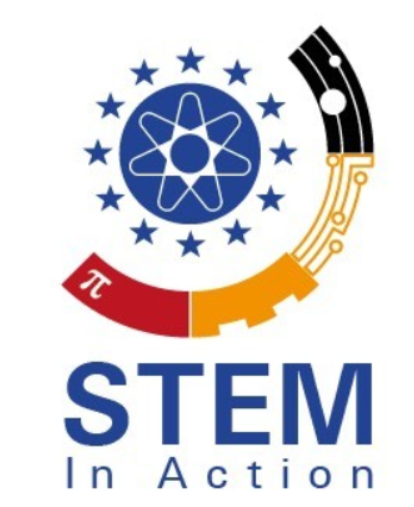 π
STEM
In Action